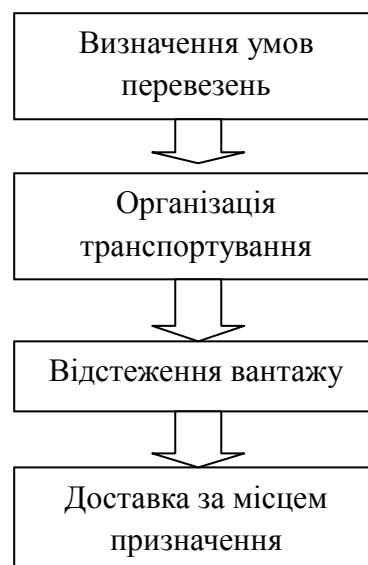 Визначення умов
перевезень
Організація
транспортування
Відстеження вантажу
Доставка за місцем
призначення